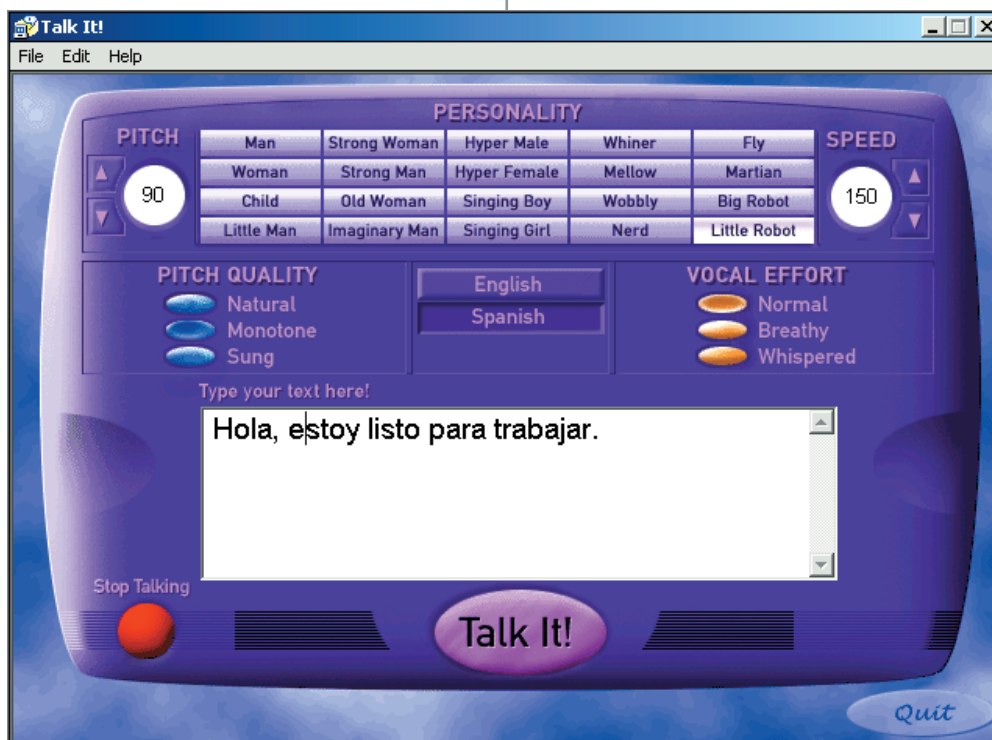 Talk It!
File Edit Help
PERSONALITY
PITCH
SPEED
Man Strong Woman Hyper Male Whiner Fly
Woman Strong Man Hyper Female Mellow Martian
Child Old Woman Singing Boy Wobbly Big Robot
Little Man Imaginary Man Singing Girl Nerd Little Robot
90
150
PITCH QUALITY
Natural
Monotone
Sung
English
Spanish
VOCAL EFFORT
Normal
Breathy
Whispered
Type your text here!
Hola, estoy listo para trabajar.
Stop Talking
Talk It!
Quit